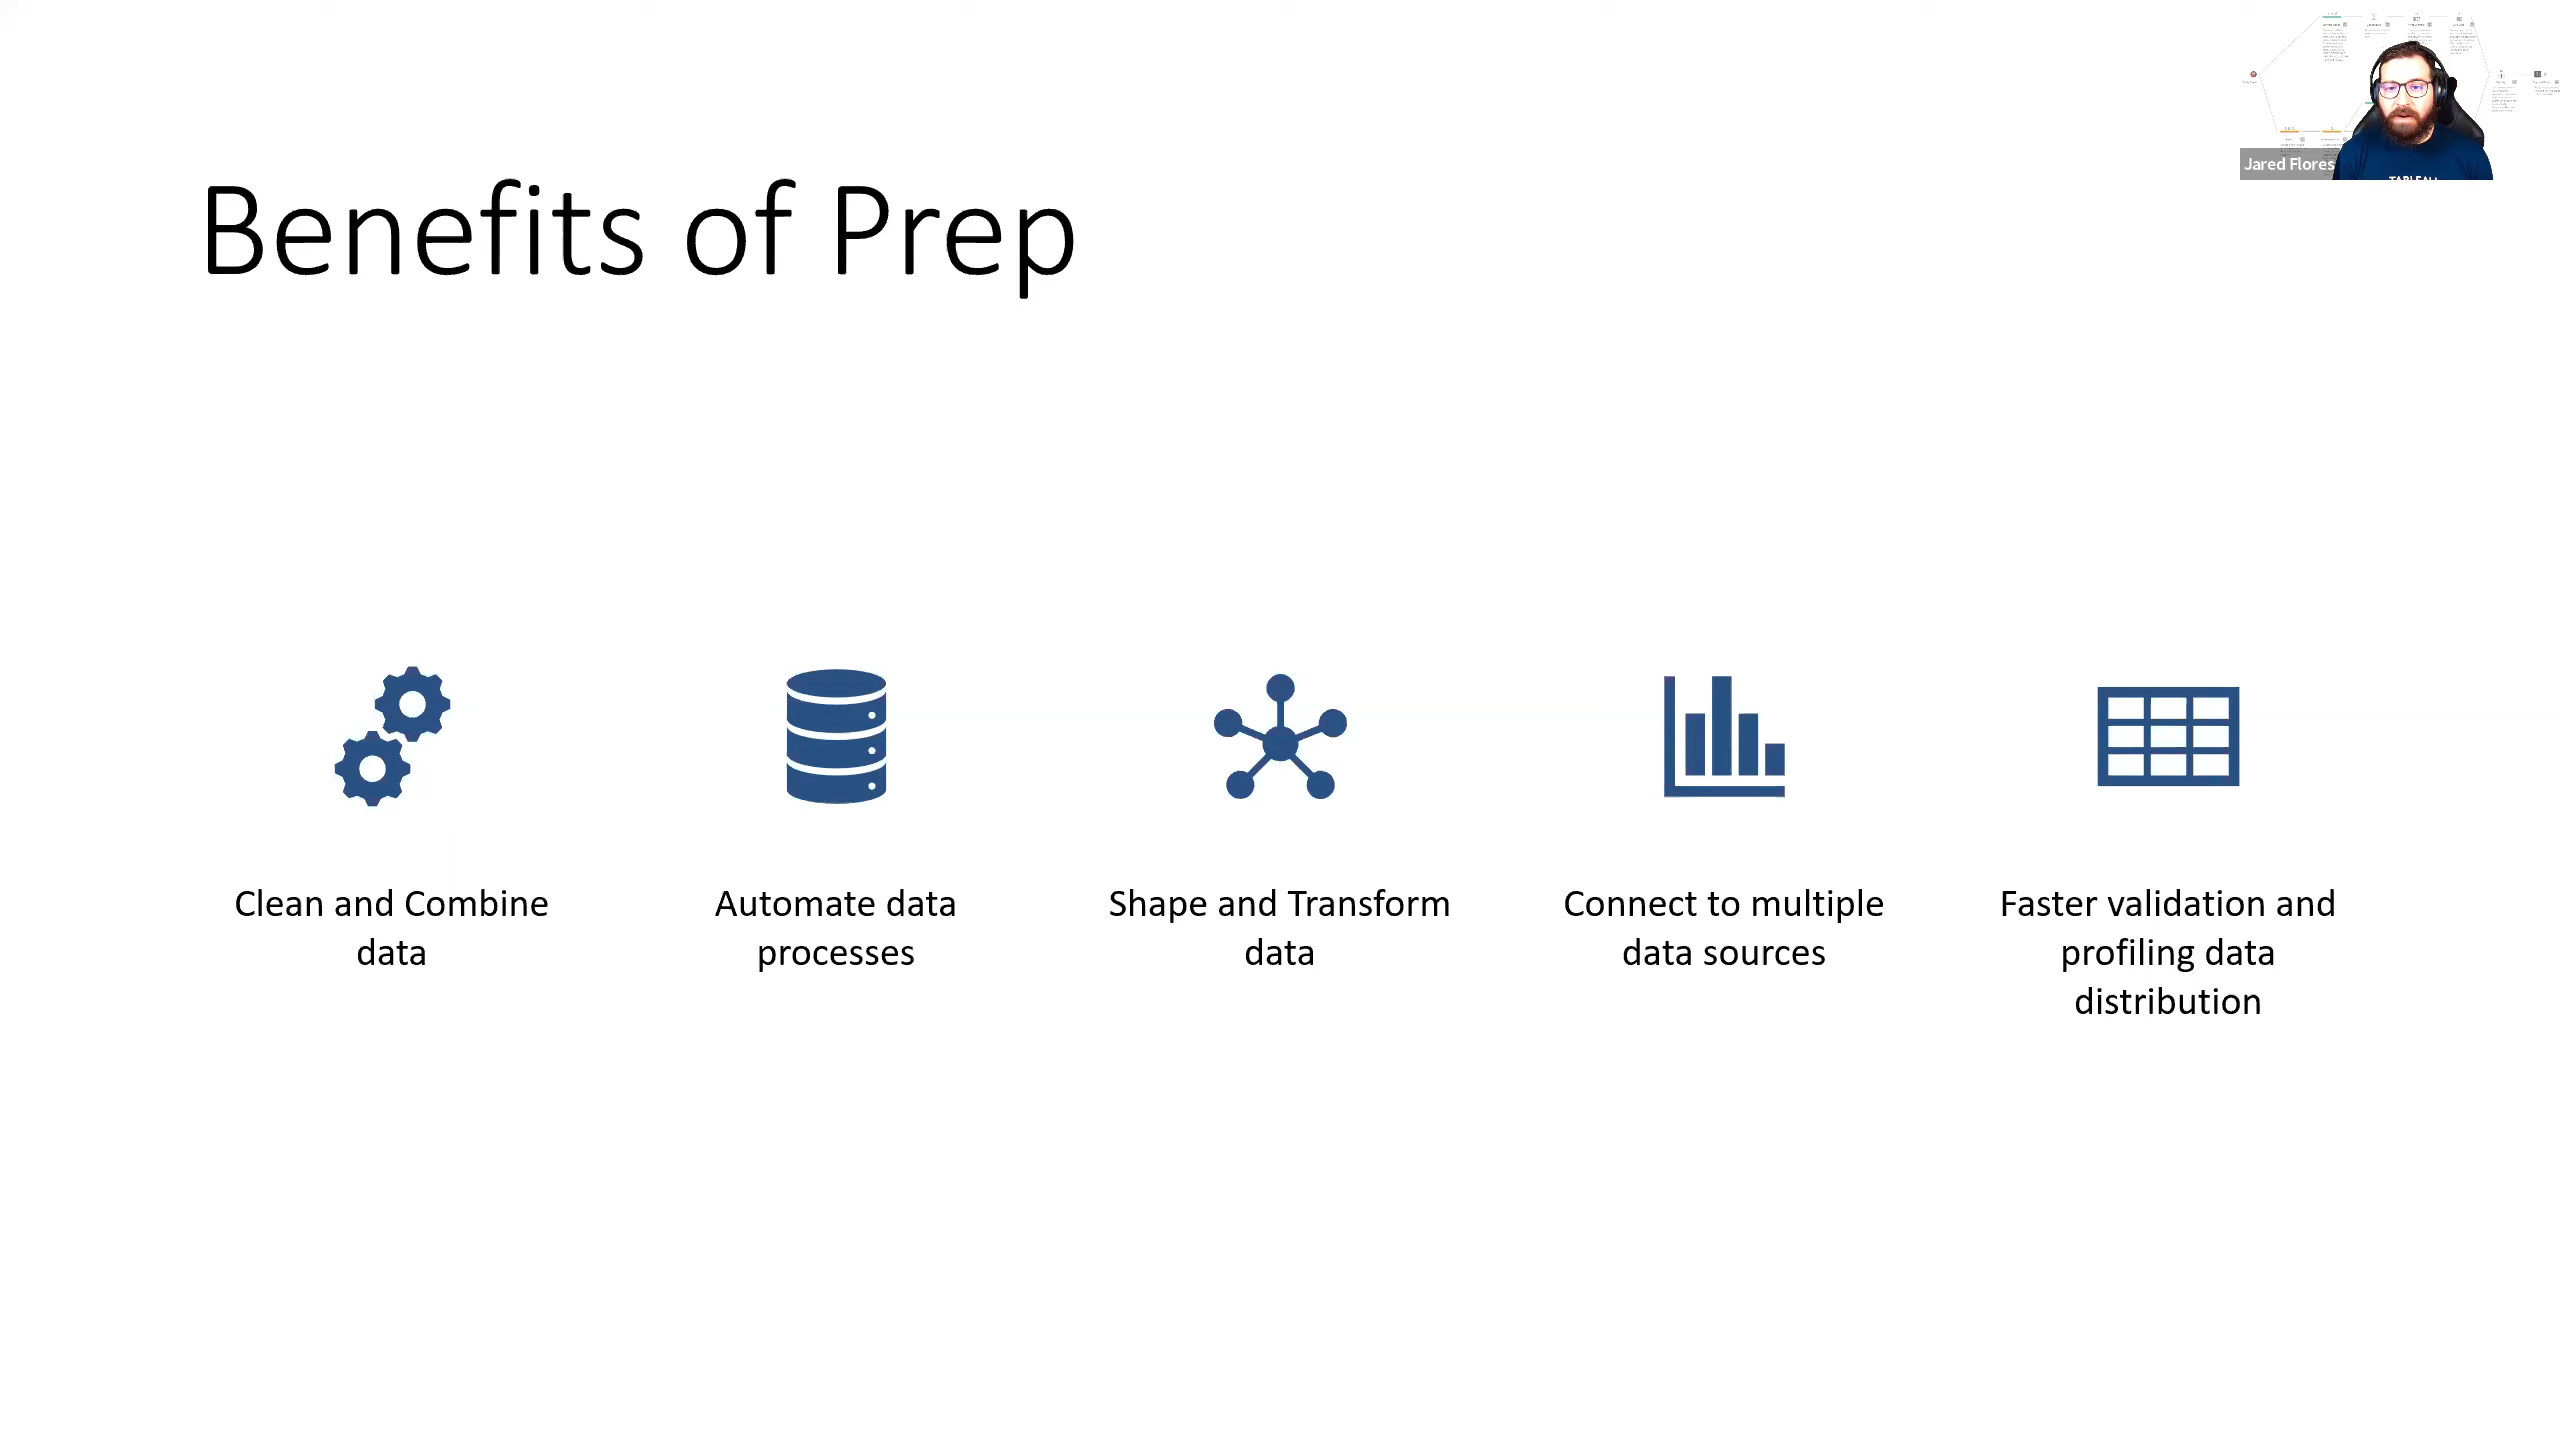 Jared Flores
Benefits of Prep
Clean and Combine
data
Automate data
processes
Shape and Transform
data
Connect to multiple
data sources
Faster validation and
profiling data
distribution